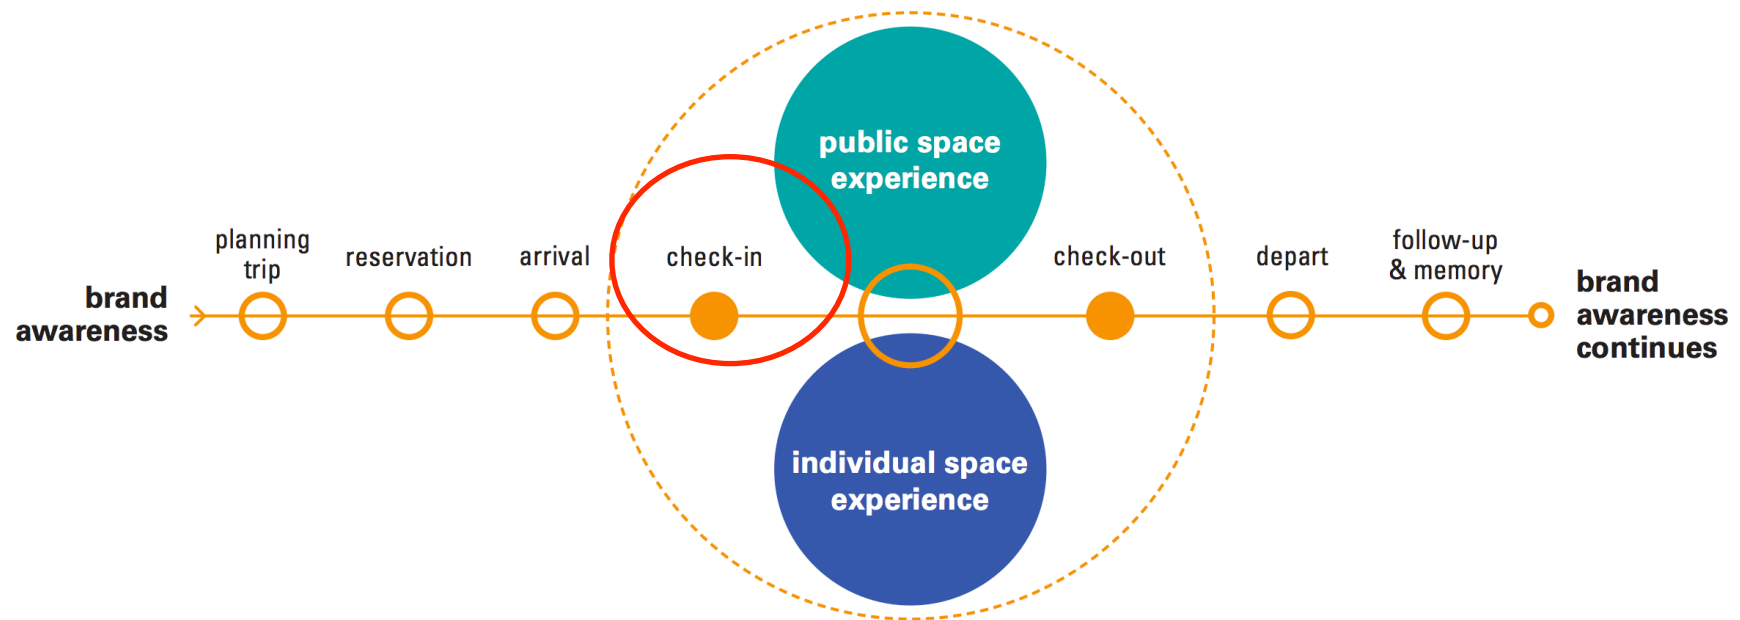 brand
awareness
planning
trip
reservation
arrival
check-in
public space
experience
individual space
experience
check-out
depart
follow-up
& memory
brand
awareness
continues